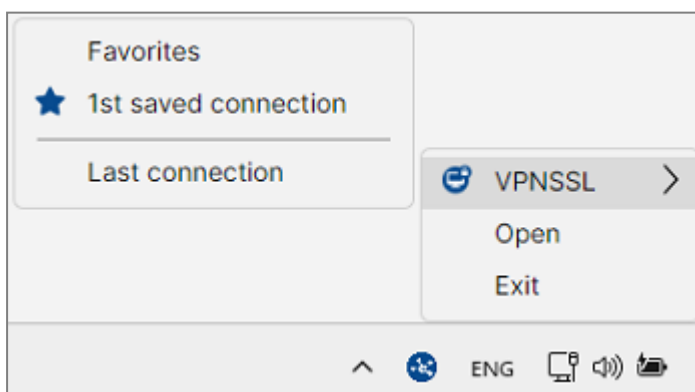 Favorites
1st saved connection
Last connection
VPNSSL
Open
Exit
ENG